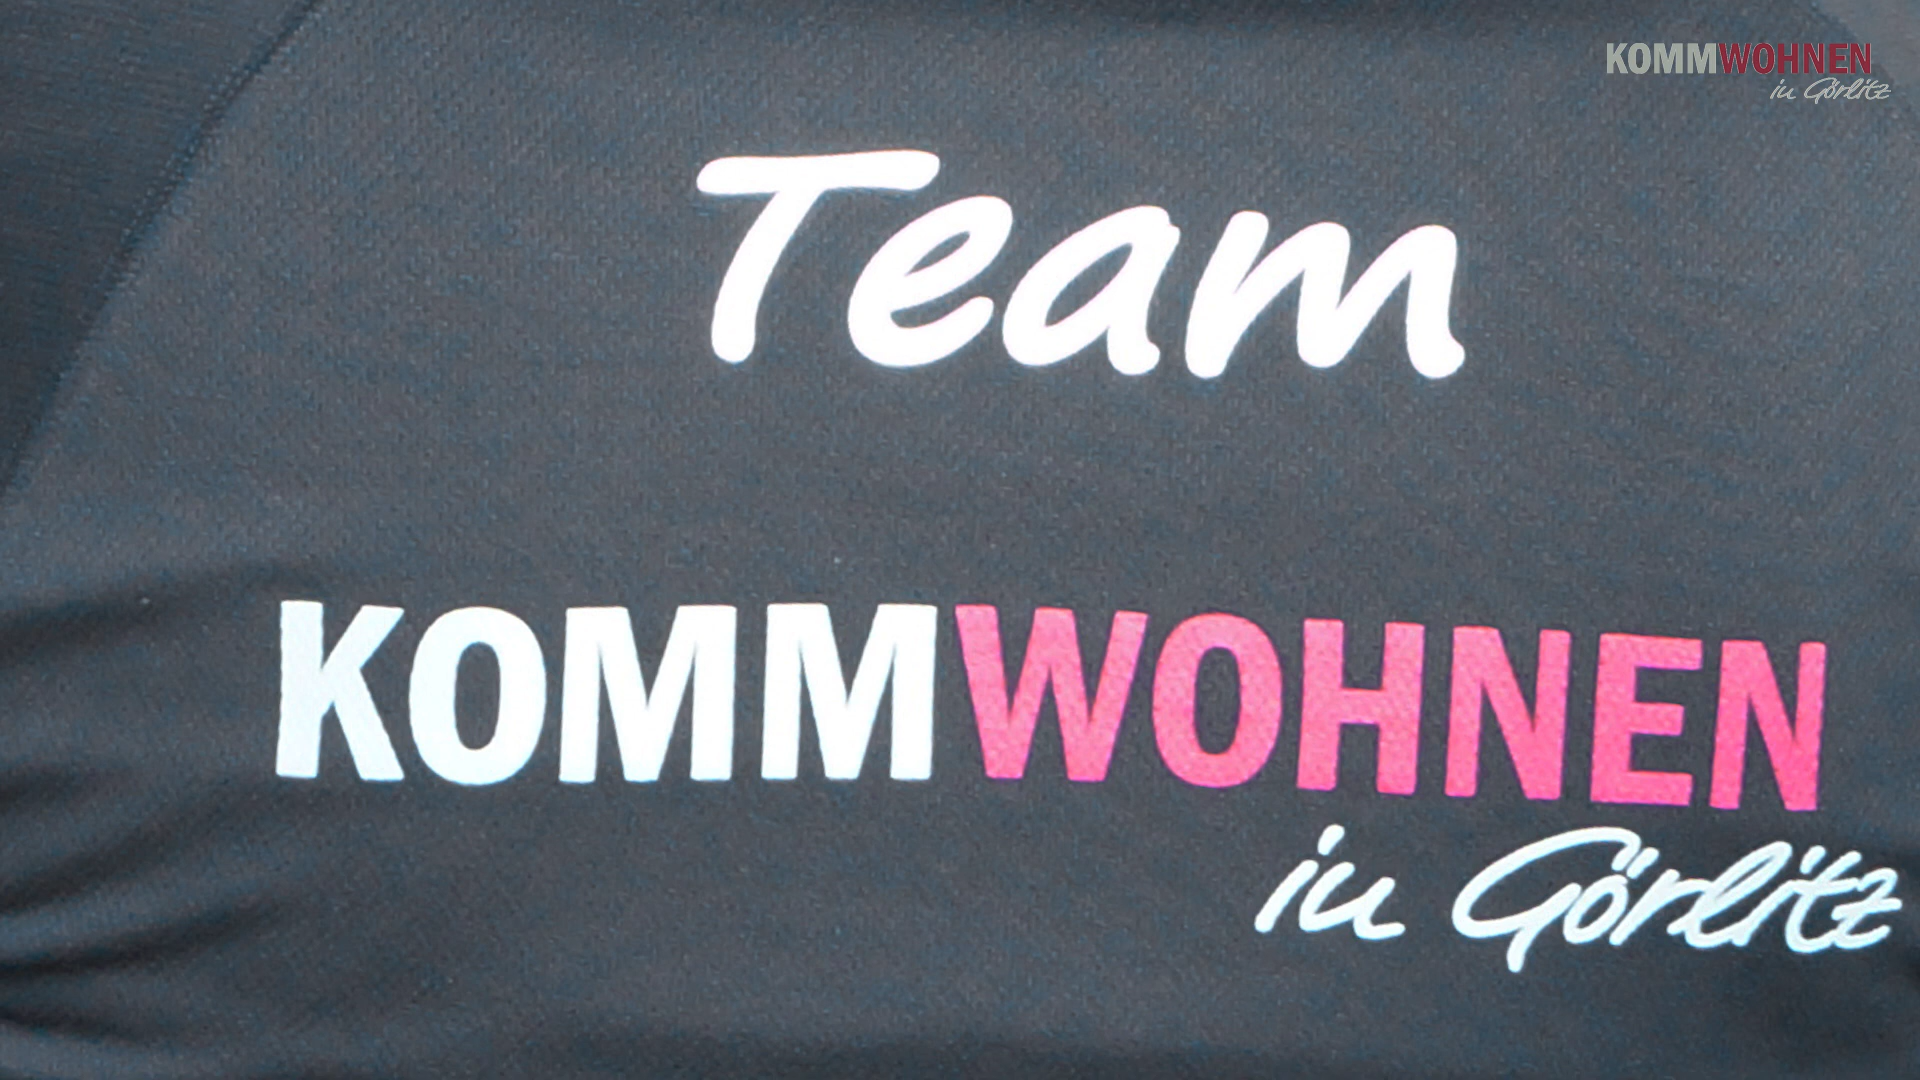 KOMMWOHNEN
in Görlitz
Team
KOMMWOHNEN
in Görlitz